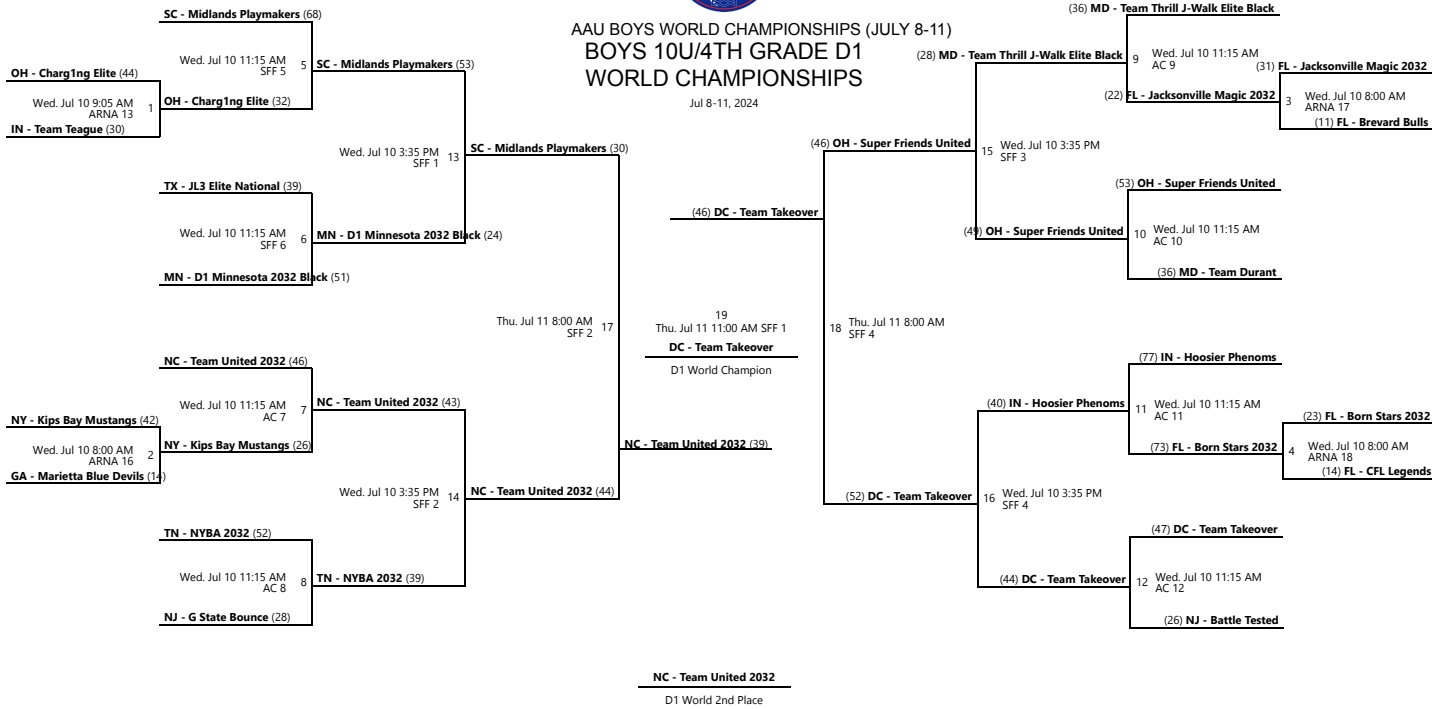 AAU BOYS WORLD CHAMPIONSHIPS (JULY 8-11)
BOYS 10U/4TH GRADE D1
WORLD CHAMPIONSHIPS
Jul 8-11, 2024
SC - Midlands Playmakers (68)
Wed. Jul 10 11:15 AM 5
SFF 5
OH - Charg1ng Elite (44)
Wed. Jul 10 9:05 AM 1
ARNA 13
IN - Team Teague (30)
OH - Charg1ng Elite (32)
SC - Midlands Playmakers (53)
Wed. Jul 10 3:35 PM 13
SFF 1
TX - JL3 Elite National (39)
Wed. Jul 10 11:15 AM 6
SFF 6
MN - D1 Minnesota 2032 Black (51)
MN - D1 Minnesota 2032 Black (24)
SC - Midlands Playmakers (30)
Thu. Jul 11 8:00 AM 17
SFF 2
NC - Team United 2032 (46)
Wed. Jul 10 11:15 AM 7
AC 7
NY - Kips Bay Mustangs (42)
Wed. Jul 10 8:00 AM 2
ARNA 16
GA - Marietta Blue Devils (14)
NY - Kips Bay Mustangs (26)
NC - Team United 2032 (43)
Wed. Jul 10 3:35 PM 14
SFF 2
TN - NYBA 2032 (52)
Wed. Jul 10 11:15 AM 8
AC 8
NJ - G State Bounce (28)
TN - NYBA 2032 (39)
NC - Team United 2032 (44)
NC - Team United 2032 (39)
(46) DC - Team Takeover
19
Thu. Jul 11 11:00 AM SFF 1
DC - Team Takeover
D1 World Champion
(36) MD - Team Thrill J-Walk Elite Black
9 Wed. Jul 10 11:15 AM
AC 9
(31) FL - Jacksonville Magic 2032
3 Wed. Jul 10 8:00 AM
ARNA 17
(11) FL - Brevard Bulls
(22) FL - Jacksonville Magic 2032
(28) MD - Team Thrill J-Walk Elite Black
15 Wed. Jul 10 3:35 PM
SFF 3
(53) OH - Super Friends United
10 Wed. Jul 10 11:15 AM
AC 10
(36) MD - Team Durant
(49) OH - Super Friends United
(46) OH - Super Friends United
18 Thu. Jul 11 8:00 AM
SFF 4
(77) IN - Hoosier Phenoms
11 Wed. Jul 10 11:15 AM
AC 11
(23) FL - Born Stars 2032
4 Wed. Jul 10 8:00 AM
ARNA 18
(14) FL - CFL Legends
(73) FL - Born Stars 2032
(40) IN - Hoosier Phenoms
16 Wed. Jul 10 3:35 PM
SFF 4
(47) DC - Team Takeover
12 Wed. Jul 10 11:15 AM
AC 12
(26) NJ - Battle Tested
(44) DC - Team Takeover
(52) DC - Team Takeover
NC - Team United 2032
D1 World 2nd Place